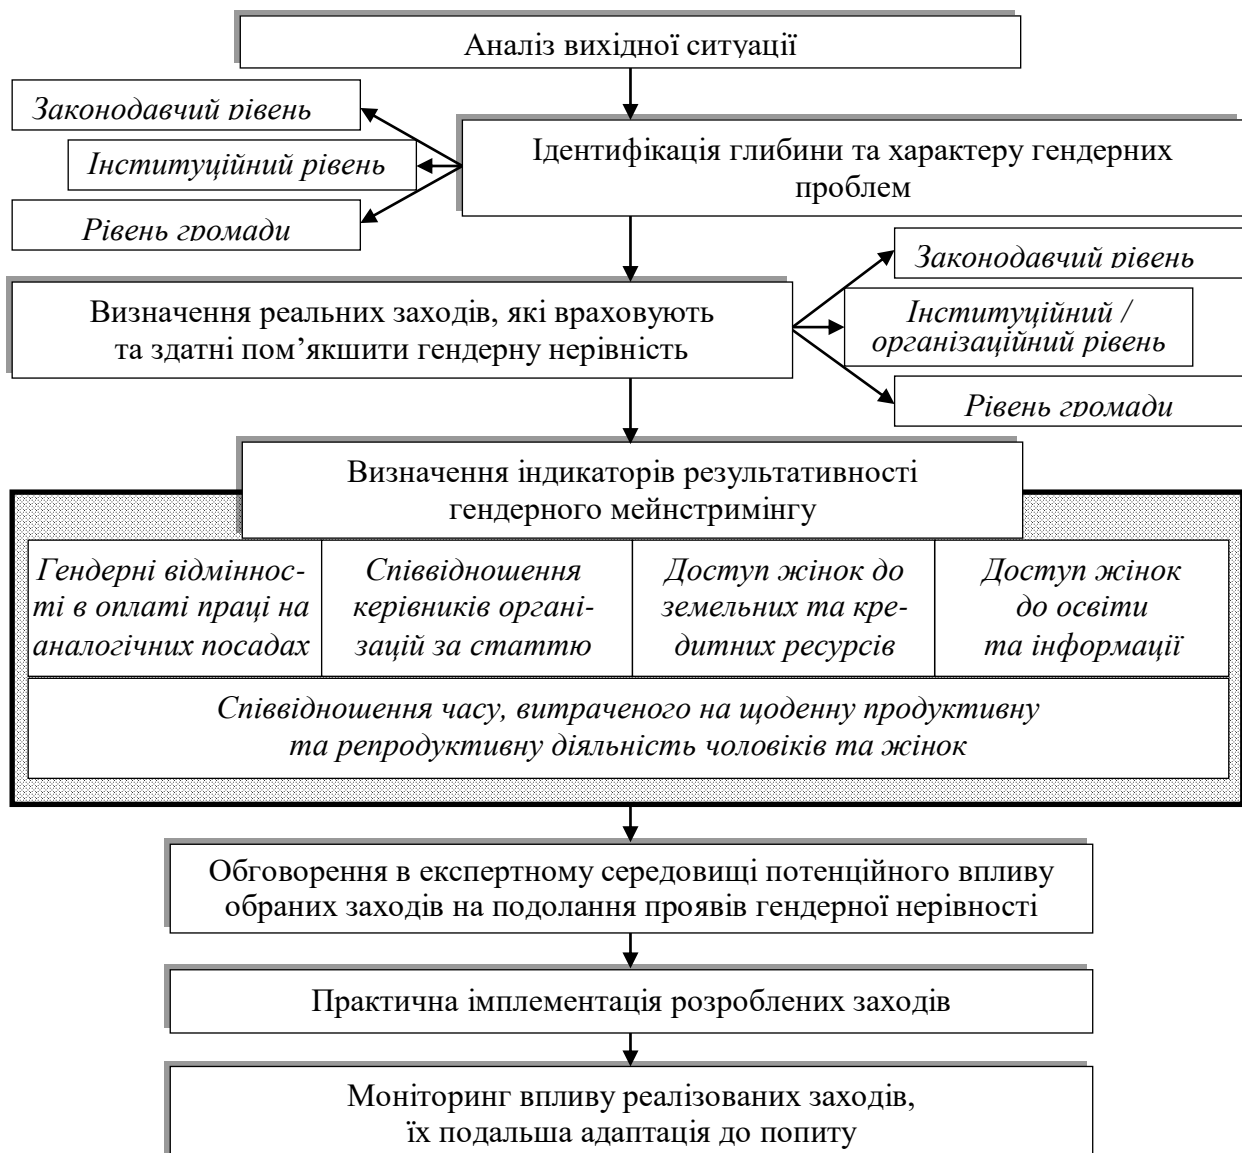 Аналіз вихідної ситуації
Законодавчий рівень
Інституційний рівень
Рівень громади
Ідентифікація глибини та характеру гендерних
проблем
Визначення реальних заходів, які враховують
та здатні пом’якшити гендерну нерівність
Законодавчий рівень
Інституційний /
організаційний рівень
Рівень громади
Визначення індикаторів результативності
гендерного мейнстримінгу
Гендерні відміннос-
ті в оплаті праці на
аналогічних посадах
Співвідношення
керівників органі-
зацій за статтю
Доступ жінок до
земельних та кре-
дитних ресурсів
Доступ жінок
до освіти
та інформації
Співвідношення часу, витраченого на щоденну продуктивну
та репродуктивну діяльність чоловіків та жінок
Обговорення в експертному середовищі потенційного впливу
обраних заходів на подолання проявів гендерної нерівності
Практична імплементація розроблених заходів
Моніторинг впливу реалізованих заходів,
їх подальша адаптація до попиту